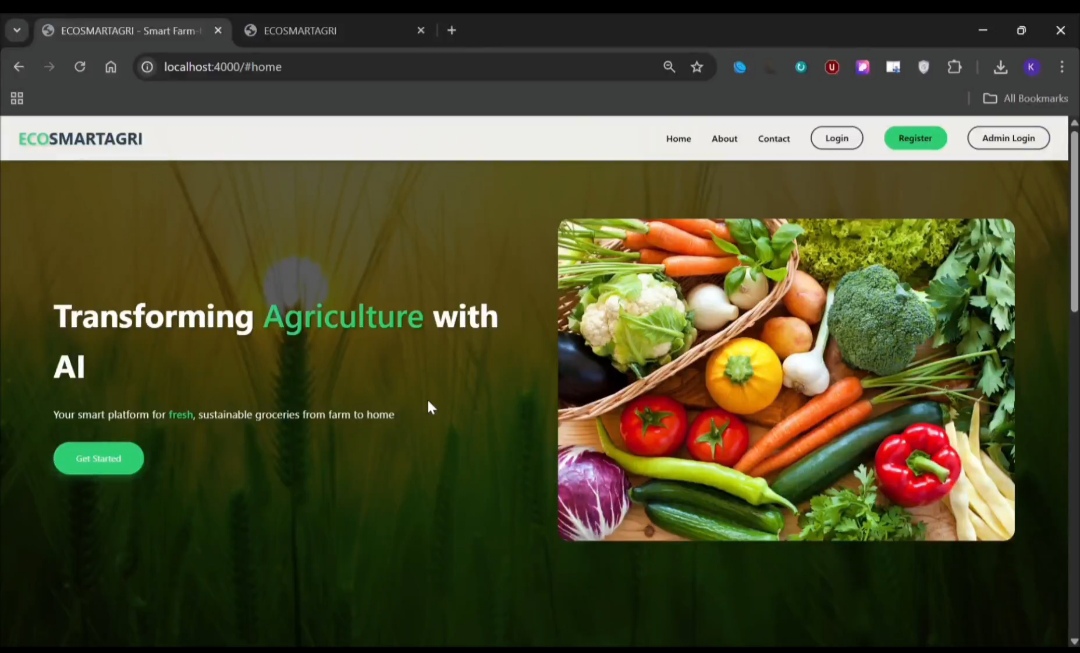 ECOSMARTAGRI - Smart Farm-
ECOSMARTAGRI
localhost:4000/#home
U
K
All Bookmarks
ECOSMARTAGRI
Home
About
Contact
Login
Register
Admin Login
Transforming Agriculture with
AI
Your smart platform for fresh, sustainable groceries from farm to home
Get Started